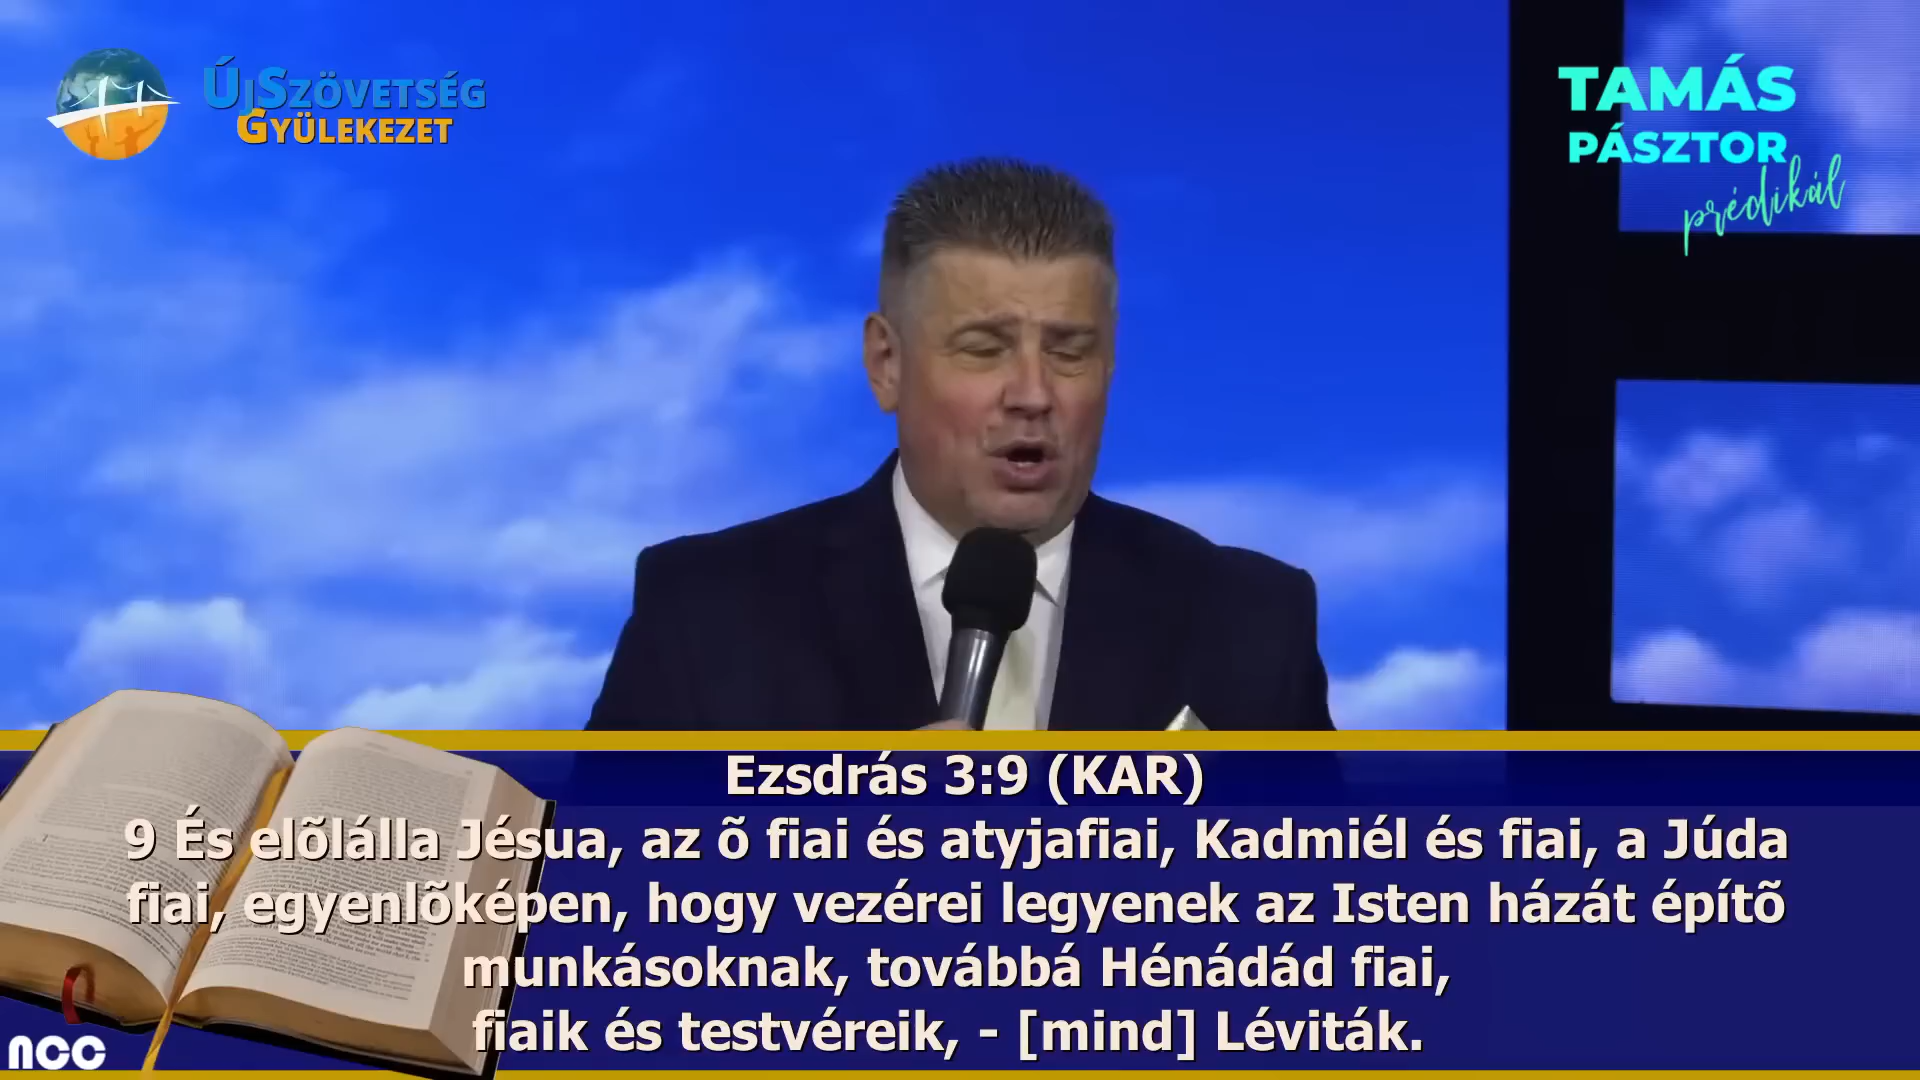 ÚjSzövetség
Gyülekezet
TAMÁS
PÁSZTOR
prédikál
Ezsdrás 3:9 (KAR)
9 És elõlálla Jésua, az õ fiai és atyjafiai, Kadmiél és fiai, a Júda
fiai, egyenlõképen, hogy vezérei legyenek az Isten házát építõ
munkásoknak, továbbá Hénádád fiai,
fiaik és testvéreik, - [mind] Léviták.
ncc